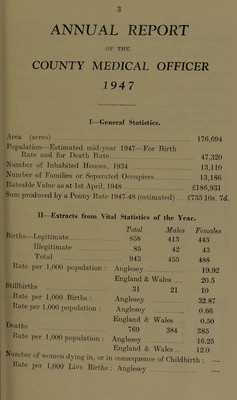 3
ANNUAL REPORT
OF THE
COUNTY MEDICAL OFFICER
1947
I—General Statistics.
Area (acres) 176,694
Population—Estimated mid-year 1947—For Birth
Rate and for Death Rate 47,320
Number of Inhabited Houses, 1934 13,110
Number of Families or Separated Occupiers 13,186
Rateable Value as at 1st April, 1948 £186,931
Sum produced by a Penny Rate 1947-48 (estimated) £735 10s. 7d.
II—Extracts from Vital Statistics of the Year.
Total Males Females
Births—Legitimate 858 413 445
Illegitimate 85 42 43
Total 943 455 488
Rate per 1,000 population : Anglesey 19.92
England & Wales 20.5
Stillbirths 31 21 10
Rate per 1,000 Births : Anglesey 32.87
Rate per 1,000 population : Anglesey 0.66
England & Wales 0.50
Deaths 769 384 385
Rate per 1,000 population : Anglesey 16.25
England & Wales 12.0
Number of women dying in, or in consequence of Childbirth : —
Rate per 1,000 Live Births : Anglesey —